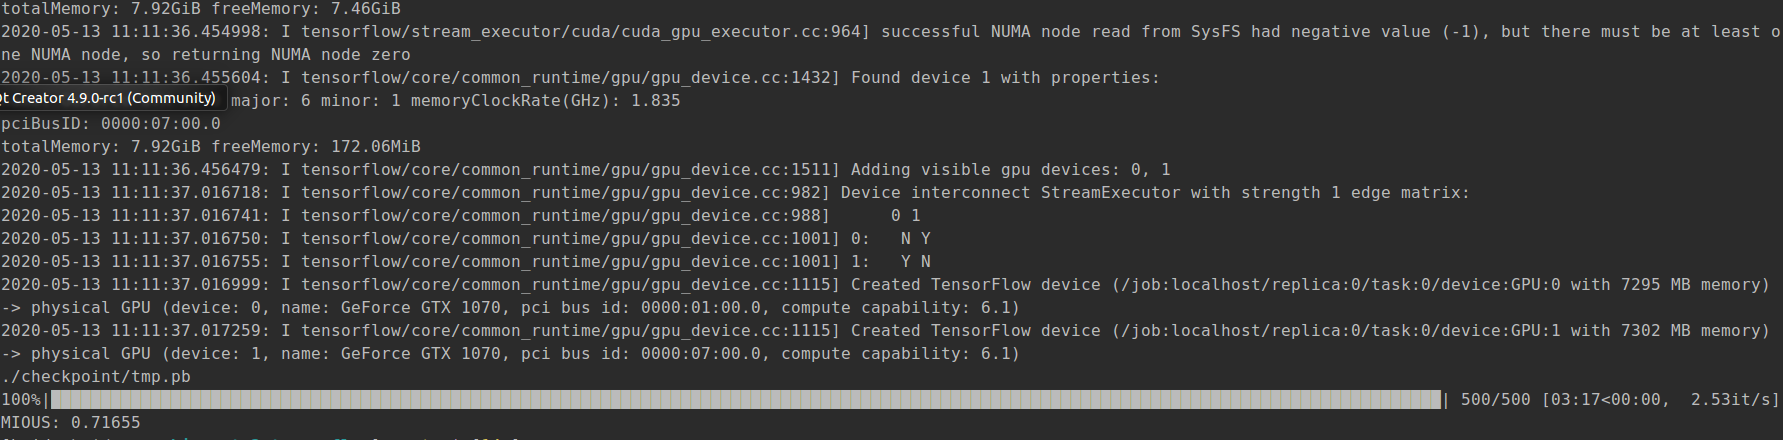 totalMemory: 7.92GiB freeMemory: 7.46GiB
2020-05-13 11:11:36.454998: I tensorflow/stream_executor/cuda/cuda_gpu_executor.cc:964] successful NUMA node read from SysFS had negative value (-1), but there must be at least o
ne NUMA node, so returning NUMA node zero
2020-05-13 11:11:36.455604: I tensorflow/core/common_runtime/gpu/gpu_device.cc:1432] Found device 1 with properties:
Qt Creator 4.9.0-rc1 (Community) major: 6 minor: 1 memoryClockRate(GHz): 1.835
pciBusID: 0000:07:00.0
totalMemory: 7.92GiB freeMemory: 172.06MiB
2020-05-13 11:11:36.456479: I tensorflow/core/common_runtime/gpu/gpu_device.cc:1511] Adding visible gpu devices: 0, 1
2020-05-13 11:11:37.016718: I tensorflow/core/common_runtime/gpu/gpu_device.cc:982] Device interconnect StreamExecutor with strength 1 edge matrix:
2020-05-13 11:11:37.016741: I tensorflow/core/common_runtime/gpu/gpu_device.cc:988]      0 1
2020-05-13 11:11:37.016750: I tensorflow/core/common_runtime/gpu/gpu_device.cc:1001] 0:   N Y
2020-05-13 11:11:37.016755: I tensorflow/core/common_runtime/gpu/gpu_device.cc:1001] 1:   Y N
2020-05-13 11:11:37.016999: I tensorflow/core/common_runtime/gpu/gpu_device.cc:1115] Created TensorFlow device (/job:localhost/replica:0/task:0/device:GPU:0 with 7295 MB memory)
-> physical GPU (device: 0, name: GeForce GTX 1070, pci bus id: 0000:01:00.0, compute capability: 6.1)
2020-05-13 11:11:37.017259: I tensorflow/core/common_runtime/gpu/gpu_device.cc:1115] Created TensorFlow device (/job:localhost/replica:0/task:0/device:GPU:1 with 7302 MB memory)
-> physical GPU (device: 1, name: GeForce GTX 1070, pci bus id: 0000:07:00.0, compute capability: 6.1)
./checkpoint/tmp.pb
100%| | 500/500 [03:17<00:00,  2.53it/s]
MIOUS: 0.71655